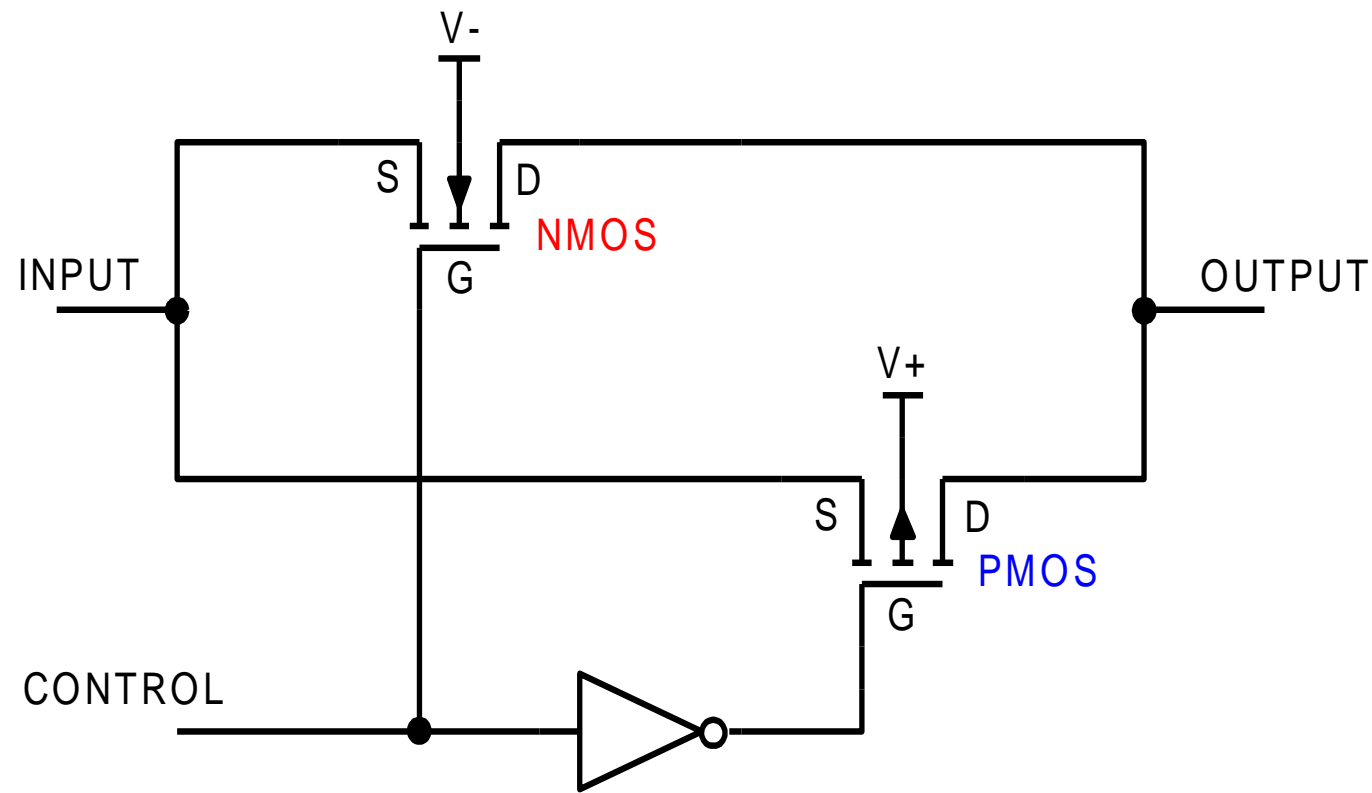 V-
S
D
NMOS
G
INPUT
OUTPUT
V+
S
D
PMOS
G
CONTROL